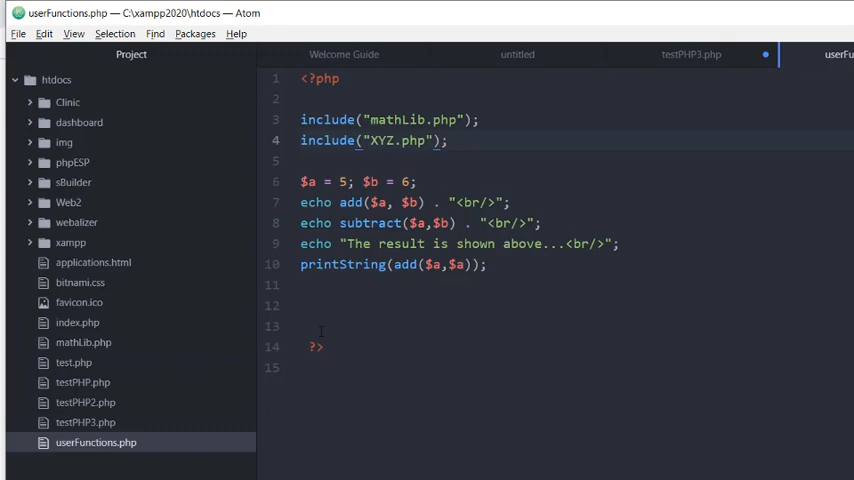 userFunctions.php — C:\xampp2020\htdocs — Atom
File Edit View Selection Find Packages Help
Project Welcome Guide untitled testPHP3.php userFu
htdocs
Clinic
dashboard
img
phpESP
sBuilder
Web2
webalizer
xampp
applications.html
bitnami.css
favicon.ico
index.php
mathLib.php
test.php
testPHP.php
testPHP2.php
testPHP3.php
userFunctions.php
1 <?php
2
3 include("mathLib.php");
4 include("XYZ.php");
5
6 $a = 5; $b = 6;
7 echo add($a, $b) . "<br/>";
8 echo subtract($a,$b) . "<br/>";
9 echo "The result is shown above...<br/>";
10 printString(add($a,$a));
11
12
13
14 ?>
15